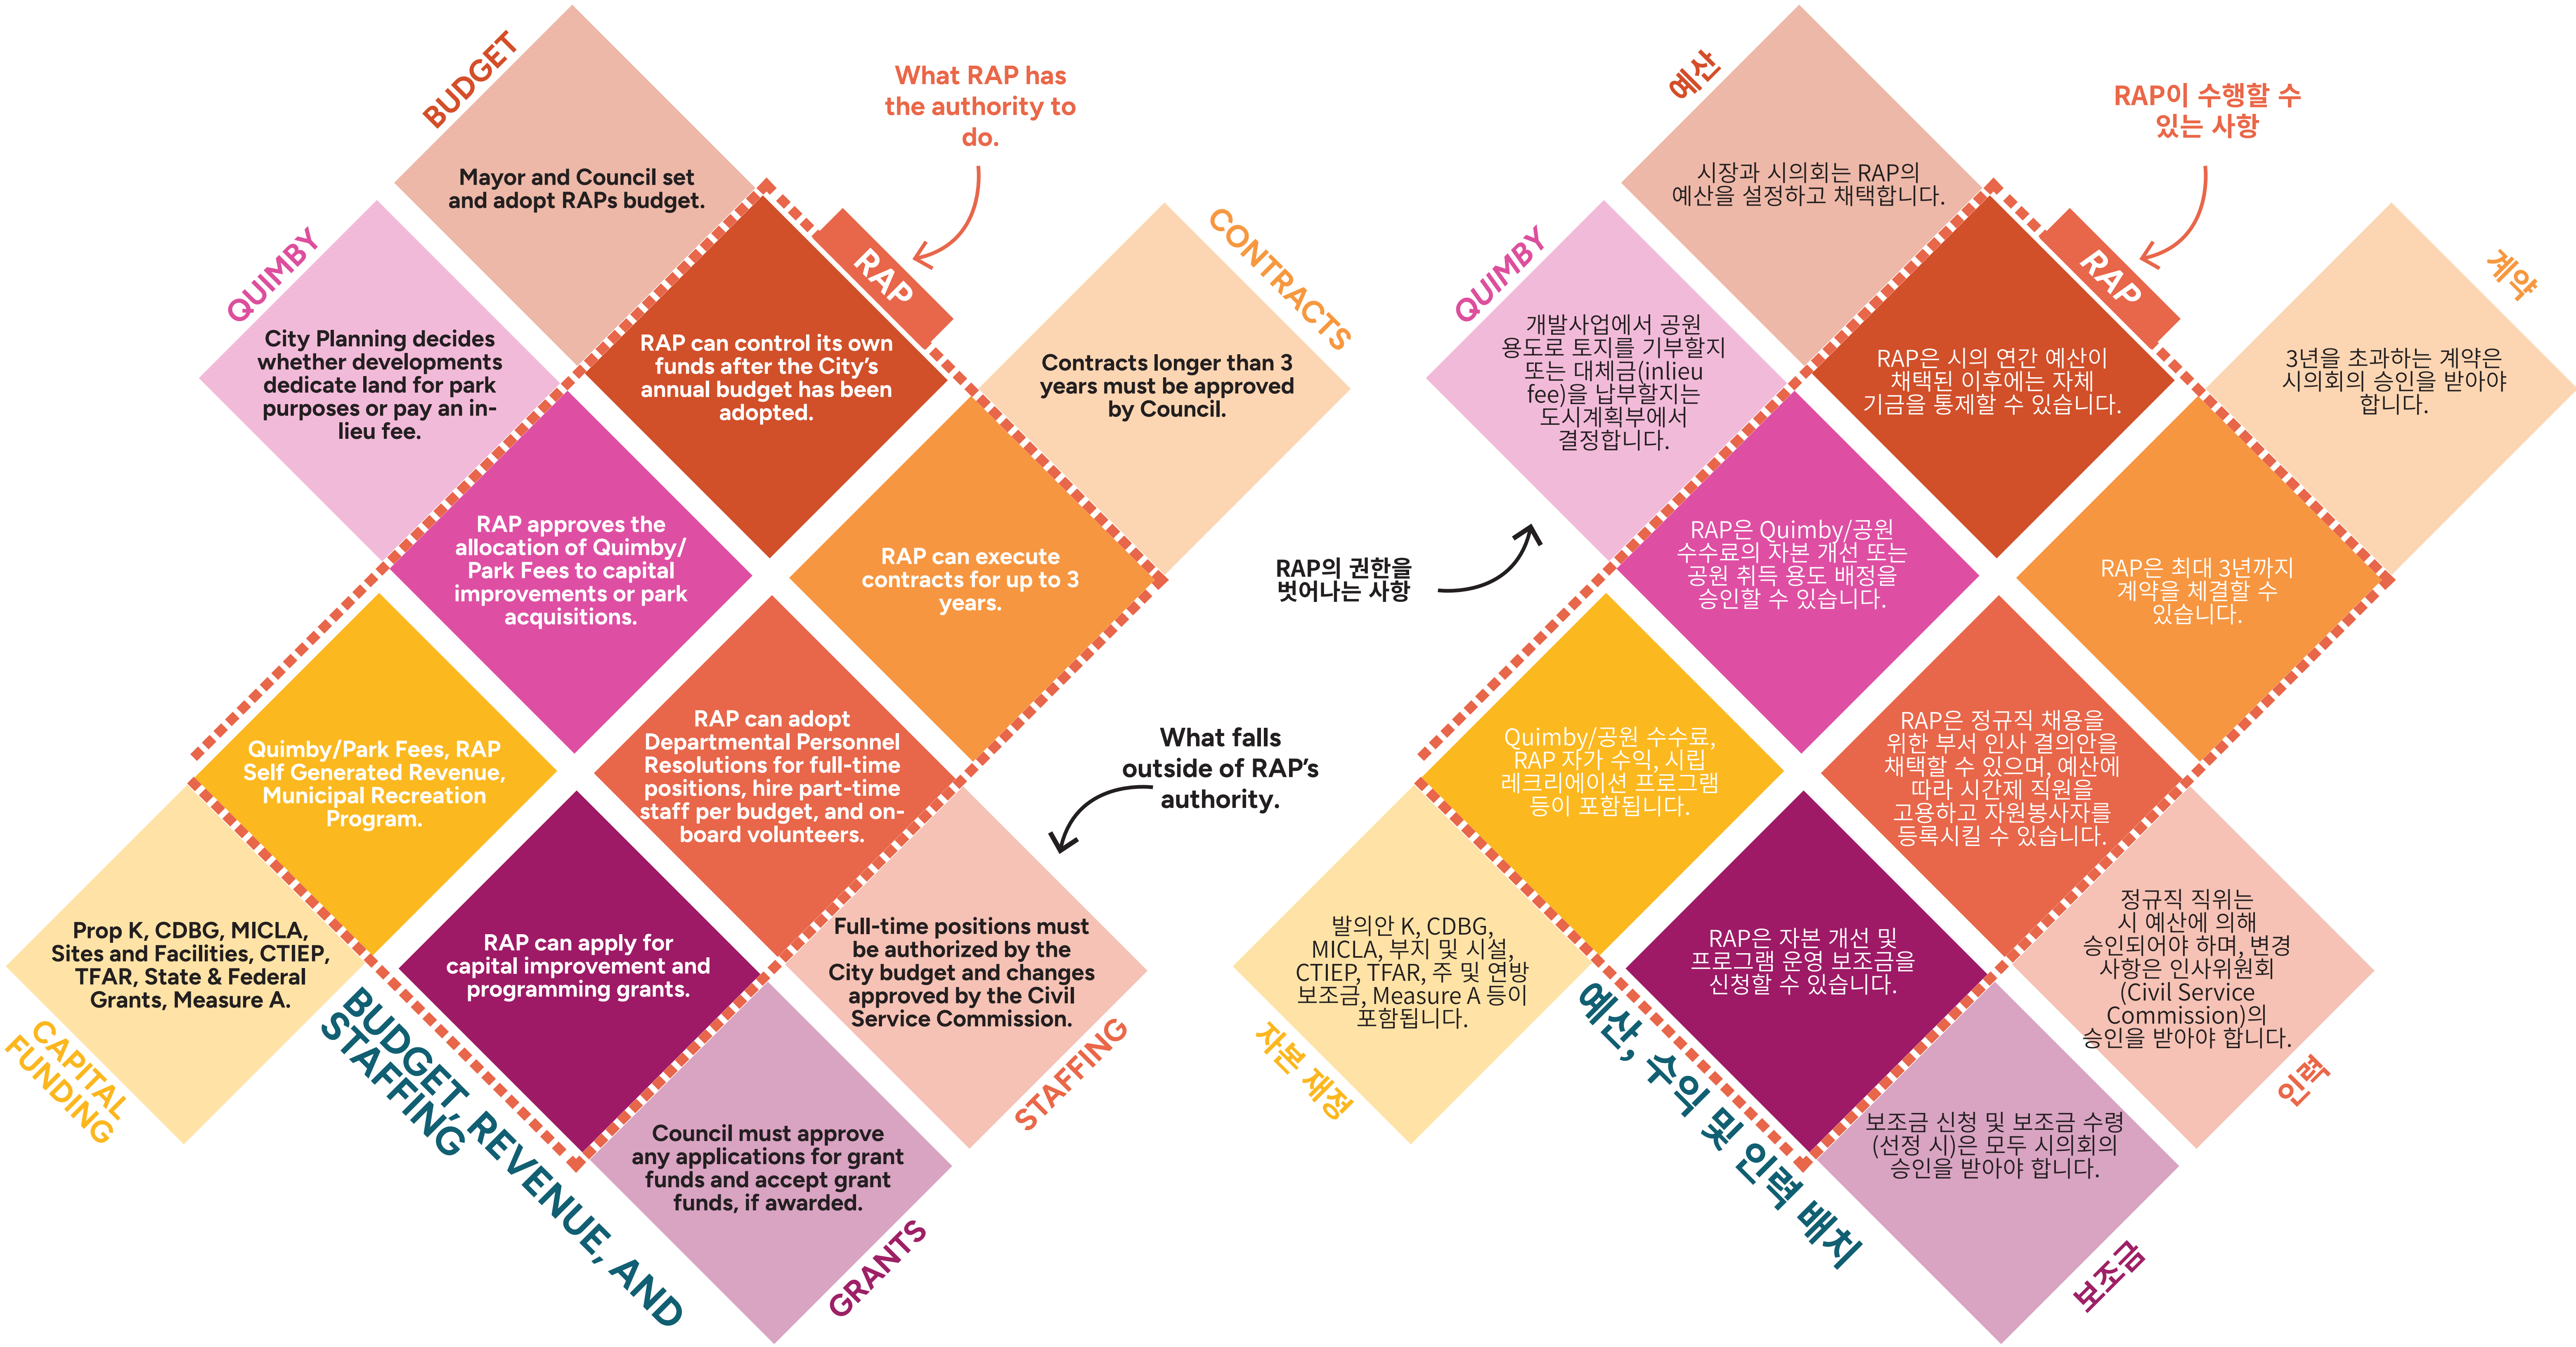 BUDGET
Mayor and Council set
and adopt RAPs budget.
What RAP has
the authority to
do.
RAP
QUIMBY
City Planning decides
whether developments
dedicate land for park
purposes or pay an in-
lieu fee.
RAP can control its own
funds after the City’s
annual budget has been
adopted.
CONTRACTS
Contracts longer than 3
years must be approved
by Council.
RAP approves the
allocation of Quimby/
Park Fees to capital
improvements or park
acquisitions.
RAP can execute
contracts for up to 3
years.
Quimby/Park Fees, RAP
Self Generated Revenue,
Municipal Recreation
Program.
RAP can adopt
Departmental Personnel
Resolutions for full-time
positions, hire part-time
staff per budget, and on-
board volunteers.
What falls
outside of RAP’s
authority.
Prop K, CDBG, MICLA,
Sites and Facilities, CTIEP,
TFAR, State & Federal
Grants, Measure A.
CAPITAL
FUNDING
RAP can apply for
capital improvement and
programming grants.
Full-time positions must
be authorized by the
City budget and changes
approved by the Civil
Service Commission.
STAFFING
BUDGET, REVENUE, AND
STAFFING
Council must approve
any applications for grant
funds and accept grant
funds, if awarded.
GRANTS
예산
시장과 시의회는 RAP의
예산을 설정하고 채택합니다.
RAP이 수행할 수
있는 사항
RAP
QUIMBY
개발사업에서 공원
용도로 토지를 기부할지
또는 대체금(inlieu
fee)을 납부할지는
도시계획부에서
결정합니다.
RAP은 시의 연간 예산이
채택된 이후에는 자체
기금을 통제할 수 있습니다.
계약
3년을 초과하는 계약은
시의회의 승인을 받아야
합니다.
RAP의 권한을
벗어나는 사항
RAP은 Quimby/공원
수수료의 자본 개선 또는
공원 취득 용도 배정을
승인할 수 있습니다.
RAP은 최대 3년까지
계약을 체결할 수
있습니다.
Quimby/공원 수수료,
RAP 자가 수익, 시립
레크리에이션 프로그램
등이 포함됩니다.
RAP은 정규직 채용을
위한 부서 인사 결의안을
채택할 수 있으며, 예산에
따라 시간제 직원을
고용하고 자원봉사자를
등록시킬 수 있습니다.
발의안 K, CDBG,
MICLA, 부지 및 시설,
CTIEP, TFAR, 주 및 연방
보조금, Measure A 등이
포함됩니다.
자본 재정
RAP은 자본 개선 및
프로그램 운영 보조금을
신청할 수 있습니다.
정규직 직위는
시 예산에 의해
승인되어야 하며, 변경
사항은 인사위원회
(Civil Service
Commission)의
승인을 받아야 합니다.
인력
예산, 수익 및 인력 배치
보조금 신청 및 보조금 수령
(선정 시)은 모두 시의회의
승인을 받아야 합니다.
보조금